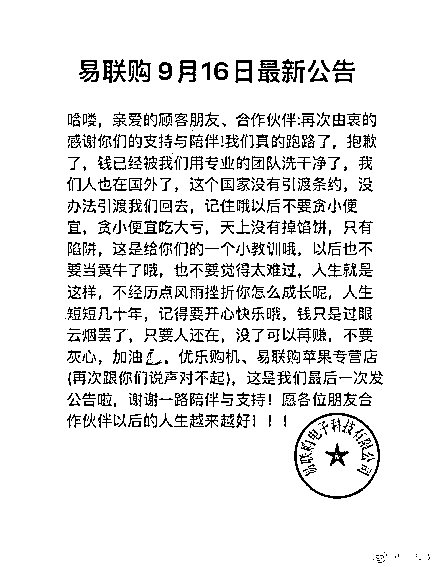 易联购9月16日最新公告
哈喽，亲爱的顾客朋友、合作伙伴:再次由衷的
感谢你们的支持与陪伴!我们真的跑路了，抱歉
了，钱已经被我们用专业的团队洗干净了，我
们人也在国外了，这个国家没有引渡条约，没
办法引渡我们回去，记住哦以后不要贪小便
宜，贪小便宜吃大亏，天上没有掉馅饼，只有
陷阱，这是给你们的一个小教训哦，以后也不
要当黄牛了哦，也不要觉得太难过，人生就是
这样，不经历点风雨挫折你怎么成长呢，人生
短短几十年，记得要开心快乐哦，钱只是过眼
云烟罢了，只要人还在，没了可以再赚，不要
灰心，加油💪。优乐购机、易联购苹果专营店
(再次跟你们说声对不起)，这是我们最后一次发
公告啦，谢谢一路陪伴与支持！愿各位朋友合
作伙伴以后的人生越来越好！！！
易联购电子科技有限公司